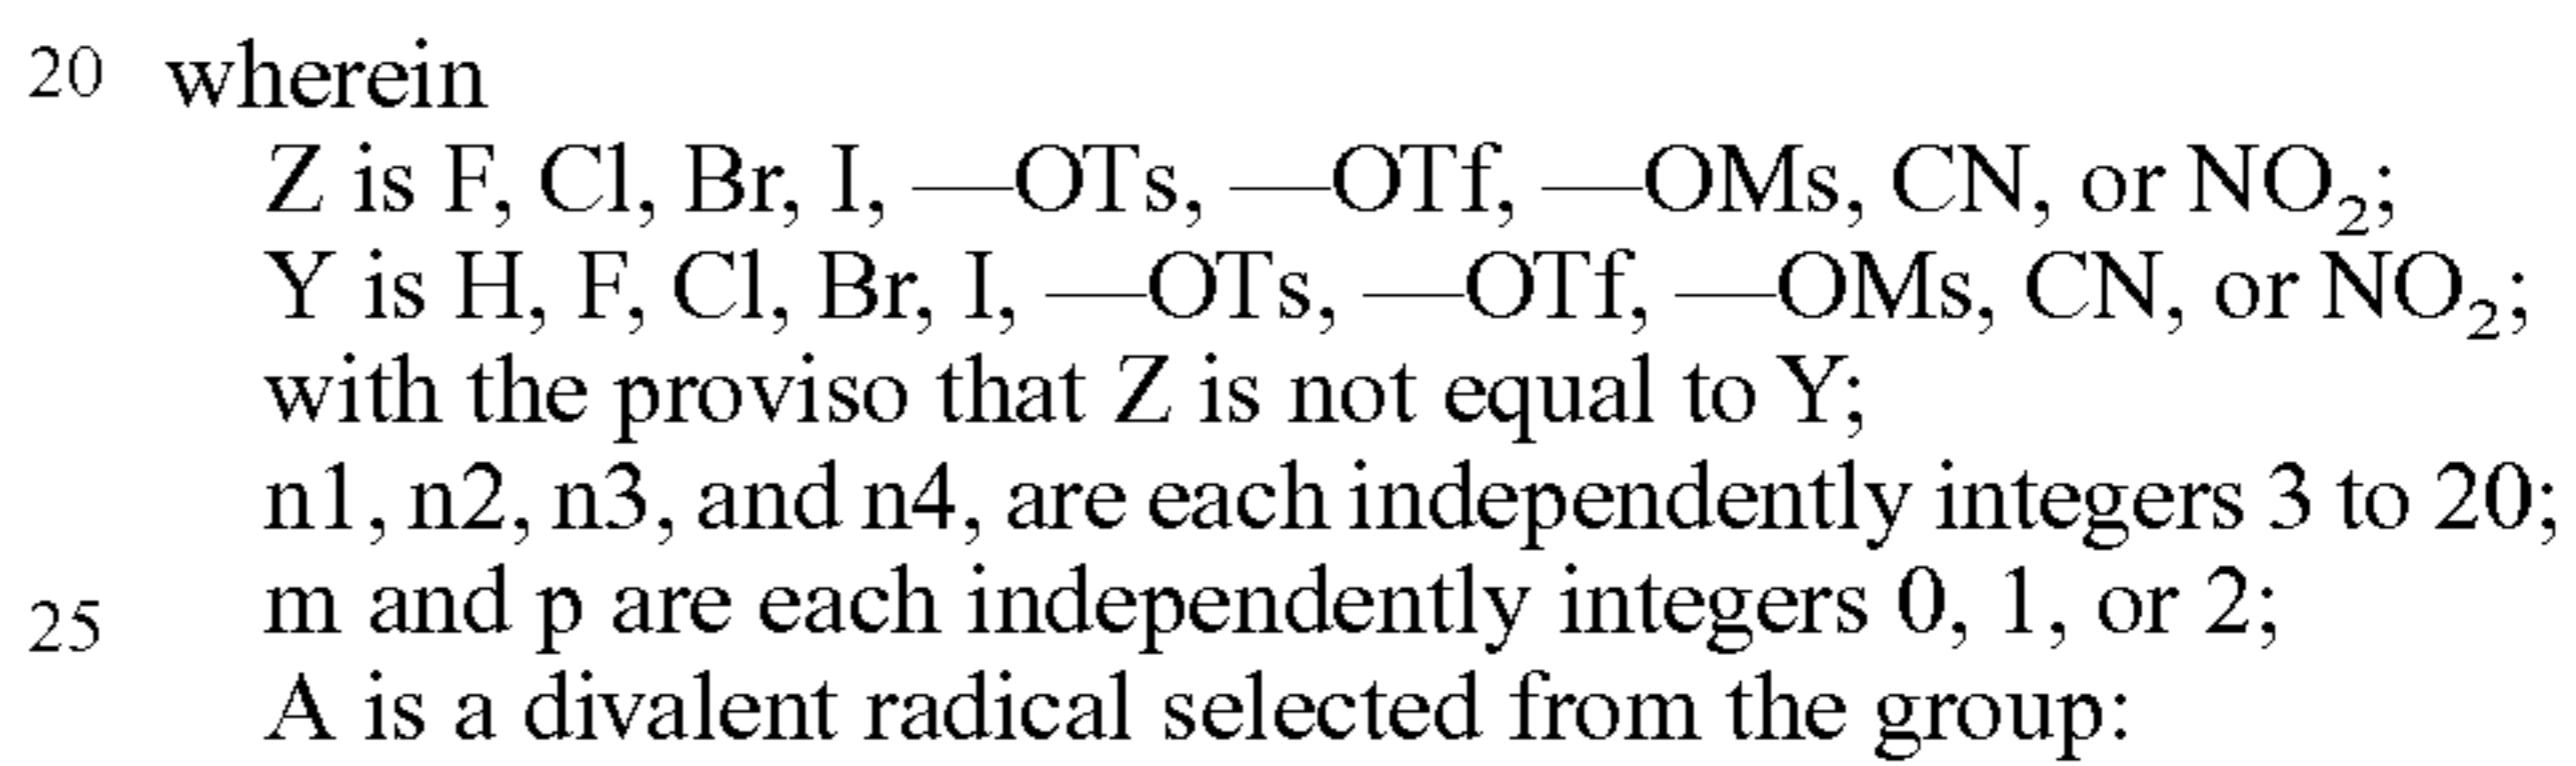 20 wherein
Z is F, Cl, Br, I, —OTs, —OTf, —OMs, CN, or NO₂;
Y is H, F, Cl, Br, I, —OTs, —OTf, —OMs, CN, or NO₂;
with the proviso that Z is not equal to Y;
n1, n2, n3, and n4, are each independently integers 3 to 20;
25 m and p are each independently integers 0, 1, or 2;
A is a divalent radical selected from the group: